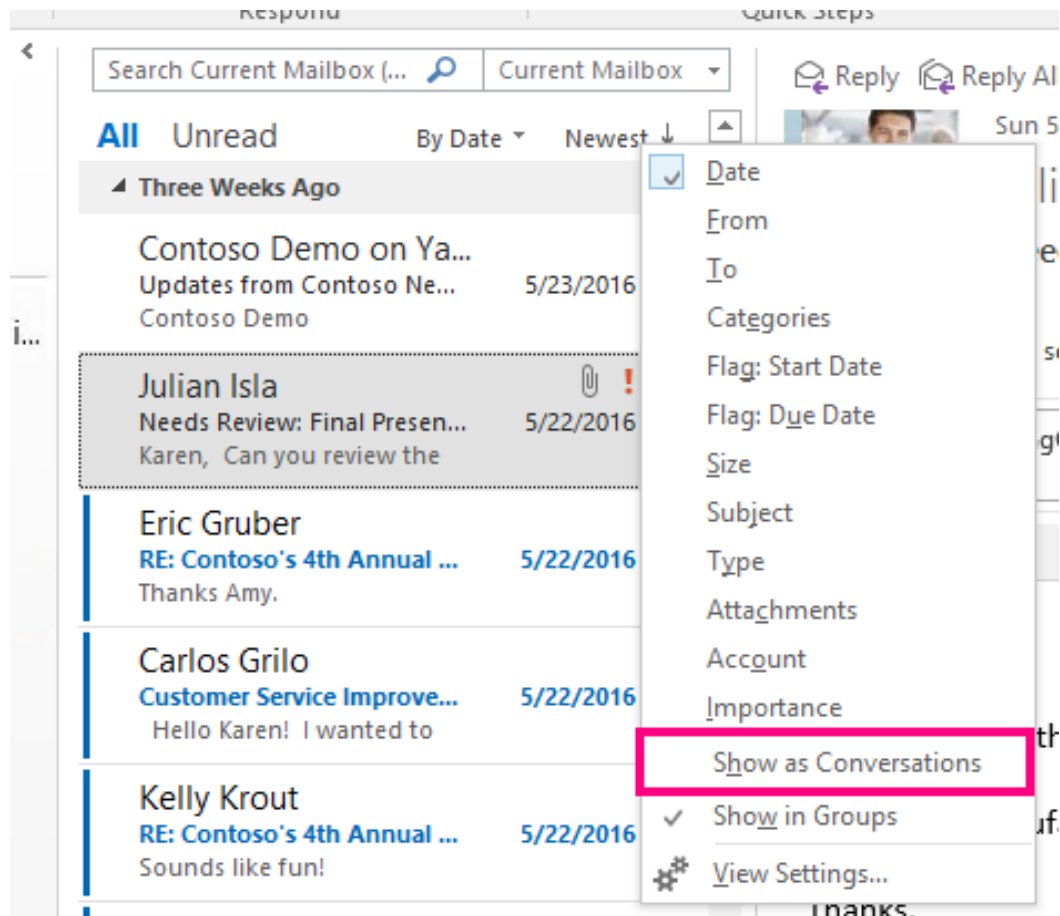 Respond
Quick Steps
Search Current Mailbox (... Current Mailbox
Reply Reply All
All Unread By Date Newest
Sun 5
Three Weeks Ago
Contoso Demo on Ya...
Updates from Contoso Ne... 5/23/2016
Contoso Demo
i...
Julian Isla
Needs Review: Final Presen... 5/22/2016
Karen, Can you review the
Eric Gruber
RE: Contoso's 4th Annual ... 5/22/2016
Thanks Amy.
Carlos Grilo
Customer Service Improve... 5/22/2016
Hello Karen! I wanted to
Kelly Krout
RE: Contoso's 4th Annual ... 5/22/2016
Sounds like fun!
Date
From
To
Categories
Flag: Start Date
Flag: Due Date
Size
Subject
Type
Attachments
Account
Importance
Show as Conversations
Show in Groups
View Settings...
Thanks.